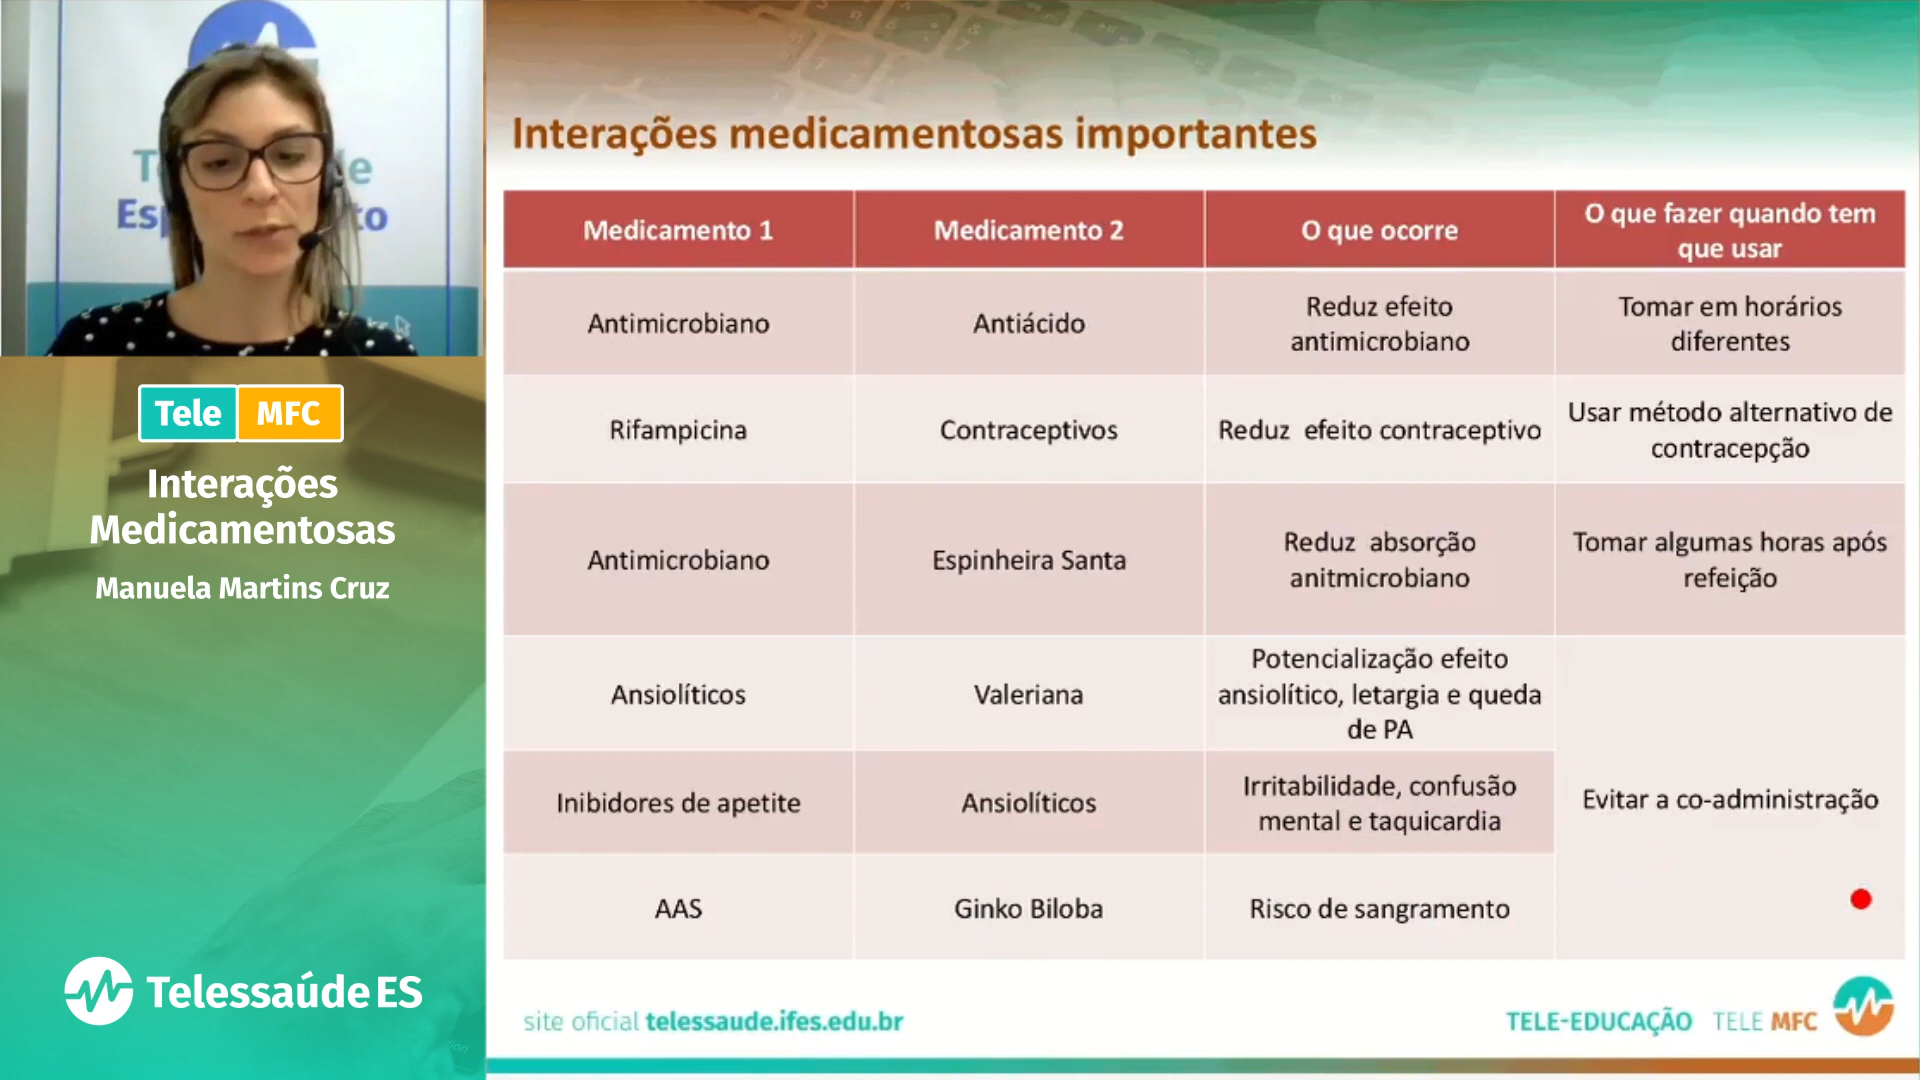 Tele MFC
Interações
Medicamentosas
Manuela Martins Cruz
Telessaúde ES
Interações medicamentosas importantes
Medicamento 1
Medicamento 2
O que ocorre
O que fazer quando tem
que usar
Antimicrobiano
Antiácido
Reduz efeito
antimicrobiano
Tomar em horários
diferentes
Rifampicina
Contraceptivos
Reduz efeito contraceptivo
Usar método alternativo de
contracepção
Antimicrobiano
Espinheira Santa
Reduz absorção
anitmicrobiano
Tomar algumas horas após
refeição
Ansiolíticos
Valeriana
Potencialização efeito
ansiolítico, letargia e queda
de PA
Inibidores de apetite
Ansiolíticos
Irritabilidade, confusão
mental e taquicardia
Evitar a co-administração
AAS
Ginko Biloba
Risco de sangramento
site oficial telessaude.ifes.edu.br
TELE-EDUCAÇÃO TELE MFC